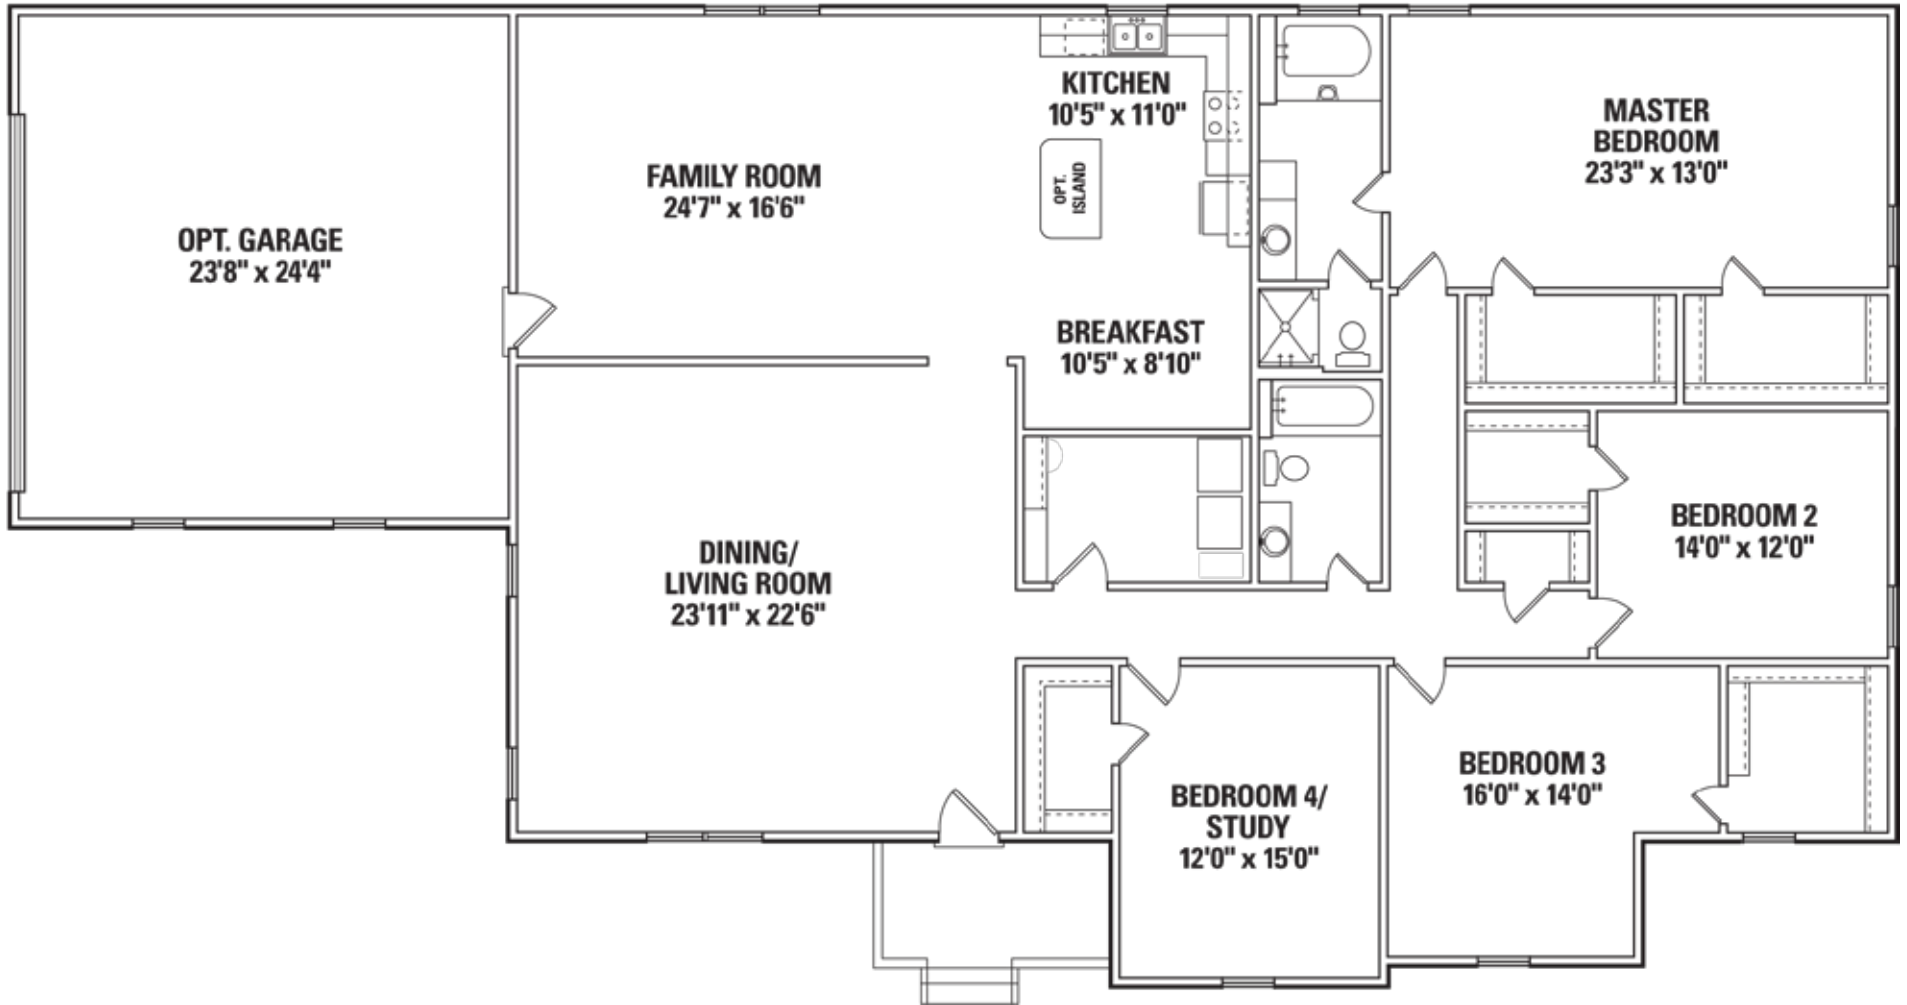 KITCHEN
10'5" x 11'0"
MASTER
BEDROOM
23'3" x 13'0"
FAMILY ROOM
24'7" x 16'6"
OPT.
ISLAND
OPT. GARAGE
23'8" x 24'4"
BREAKFAST
10'5" x 8'10"
BEDROOM 2
14'0" x 12'0"
DINING/
LIVING ROOM
23'11" x 22'6"
BEDROOM 3
16'0" x 14'0"
BEDROOM 4/
STUDY
12'0" x 15'0"